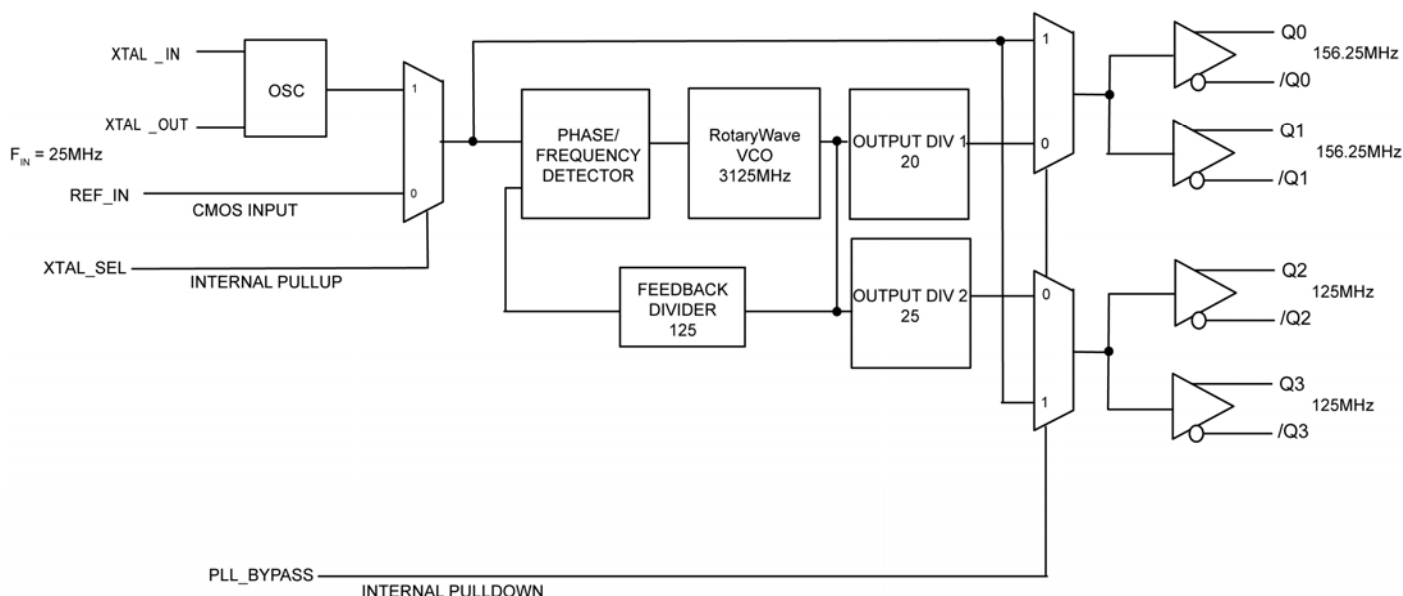 XTAL _IN
OSC
XTAL _OUT
F_IN = 25MHz
REF_IN
CMOS INPUT
XTAL_SEL
INTERNAL PULLUP
1
0
PHASE/
FREQUENCY
DETECTOR
RotaryWave
VCO
3125MHz
OUTPUT DIV 1
20
FEEDBACK
DIVIDER
125
OUTPUT DIV 2
25
1
0
0
1
Q0
156.25MHz
/Q0
Q1
156.25MHz
/Q1
Q2
125MHz
/Q2
Q3
125MHz
/Q3
PLL_BYPASS
INTERNAL PULLDOWN